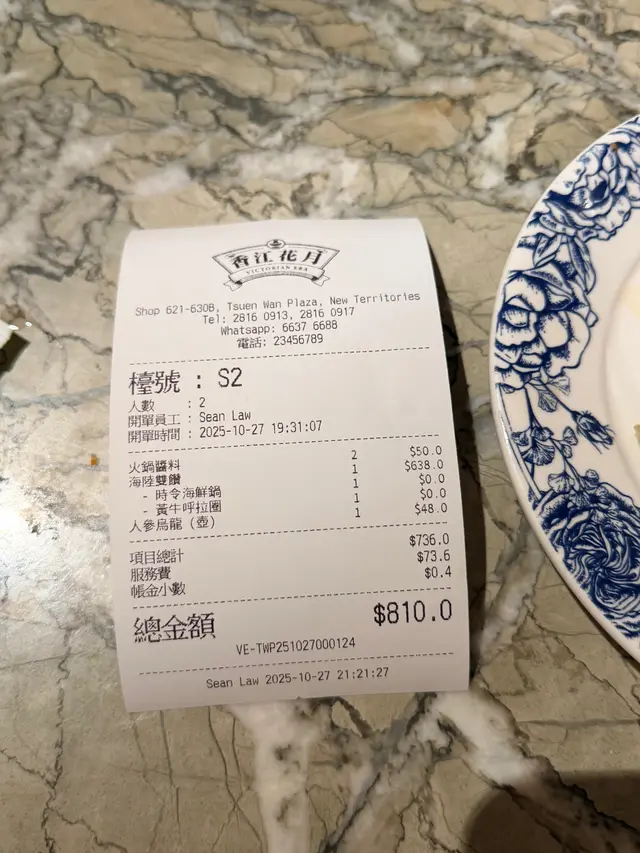 香江花月
VICTORIAN ERA
Shop 621-630B, Tsuen Wan Plaza, New Territories
Tel: 2816 0913, 2816 0917
Whatsapp: 6637 6688
電話: 23456789
檯號 : S2
人數 : 2
開單員工 : Sean Law
開單時間 : 2025-10-27 19:31:07
火鍋醬料 2 $50.0
海陸雙鑽 1 $638.0
- 時令海鮮鍋 1 $0.0
- 黃牛呼拉圈 1 $0.0
人參烏龍 (壺) 1 $48.0
項目總計 $736.0
服務費 $73.6
帳金小數 $0.4
總金額 $810.0
VE-TWP251027000124
Sean Law 2025-10-27 21:21:27